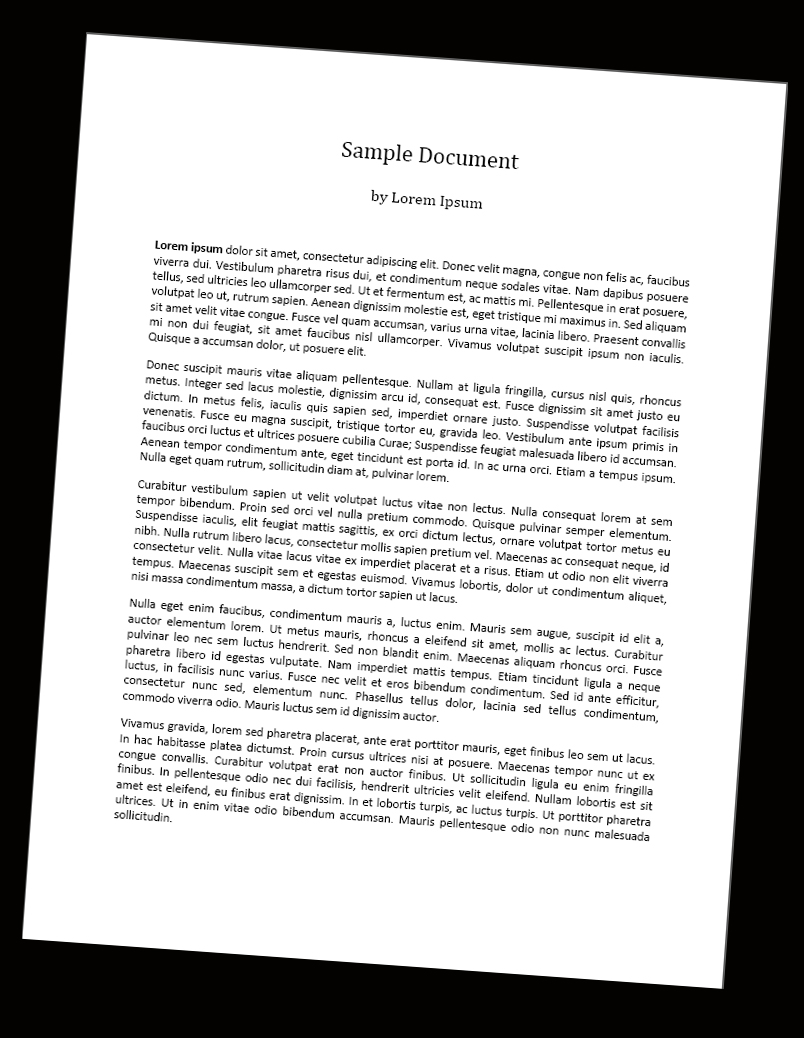 Sample Document
by Lorem Ipsum
Lorem ipsum dolor sit amet, consectetur adipiscing elit. Donec velit magna, congue non felis ac, faucibus
viverra dui. Vestibulum pharetra risus dui, et condimentum neque sodales vitae. Nam dapibus posuere
tellus, sed ultricies leo ullamcorper sed. Ut et fermentum est, ac mattis mi. Pellentesque in erat posuere,
volutpat leo ut, rutrum sapien. Aenean dignissim molestie est, eget tristique mi maximus in. Sed aliquam
sit amet velit vitae congue. Fusce vel quam accumsan, varius urna vitae, lacinia libero. Praesent convallis
mi non dui feugiat, sit amet faucibus nisl ullamcorper. Vivamus volutpat suscipit ipsum non iaculis.
Quisque a accumsan dolor, ut posuere elit.
Donec suscipit mauris vitae aliquam pellentesque. Nullam at ligula fringilla, cursus nisl quis, rhoncus
metus. Integer sed lacus molestie, dignissim arcu id, consequat est. Fusce dignissim sit amet justo eu
dictum. In metus felis, iaculis quis sapien sed, imperdiet ornare justo. Suspendisse volutpat facilisis
venenatis. Fusce eu magna suscipit, tristique tortor eu, gravida leo. Vestibulum ante ipsum primis in
faucibus orci luctus et ultrices posuere cubilia Curae; Suspendisse feugiat malesuada libero id accumsan.
Aenean tempor condimentum ante, eget tincidunt est porta id. In ac urna orci. Etiam a tempus ipsum.
Nulla eget quam rutrum, sollicitudin diam at, pulvinar lorem.
Curabitur vestibulum sapien ut velit volutpat luctus vitae non lectus. Nulla consequat lorem at sem
tempor bibendum. Proin sed orci vel nulla pretium commodo. Quisque pulvinar semper elementum.
Suspendisse iaculis, elit feugiat mattis sagittis, ex orci dictum lectus, ornare volutpat tortor metus eu
nibh. Nulla rutrum libero lacus, consectetur mollis sapien pretium vel. Maecenas ac consequat neque, id
consectetur velit. Nulla vitae lacus vitae ex imperdiet placerat et a risus. Etiam ut odio non elit viverra
tempus. Maecenas suscipit sem et egestas euismod. Vivamus lobortis, dolor ut condimentum aliquet,
nisi massa condimentum massa, a dictum tortor sapien ut lacus.
Nulla eget enim faucibus, condimentum mauris a, luctus enim. Mauris sem augue, suscipit id elit a,
auctor elementum lorem. Ut metus mauris, rhoncus a eleifend sit amet, mollis ac lectus. Curabitur
pulvinar leo nec sem luctus hendrerit. Sed non blandit enim. Maecenas aliquam rhoncus orci. Fusce
pharetra libero id egestas vulputate. Nam imperdiet mattis tempus. Etiam tincidunt ligula a neque
luctus, in facilisis nunc varius. Fusce nec velit et eros bibendum condimentum. Sed id ante efficitur,
consectetur nunc sed, elementum nunc. Phasellus tellus dolor, lacinia sed tellus condimentum,
commodo viverra odio. Mauris luctus sem id dignissim auctor.
Vivamus gravida, lorem sed pharetra placerat, ante erat porttitor mauris, eget finibus leo sem ut lacus.
In hac habitasse platea dictumst. Proin cursus ultrices nisi at posuere. Maecenas tempor nunc ut ex
congue convallis. Curabitur volutpat erat non auctor finibus. Ut sollicitudin ligula eu enim fringilla
finibus. In pellentesque odio nec dui facilisis, hendrerit ultricies velit eleifend. Nullam lobortis est sit
amet est eleifend, eu finibus erat dignissim. In et lobortis turpis, ac luctus turpis. Ut porttitor pharetra
ultrices. Ut in enim vitae odio bibendum accumsan. Mauris pellentesque odio non nunc malesuada
sollicitudin.